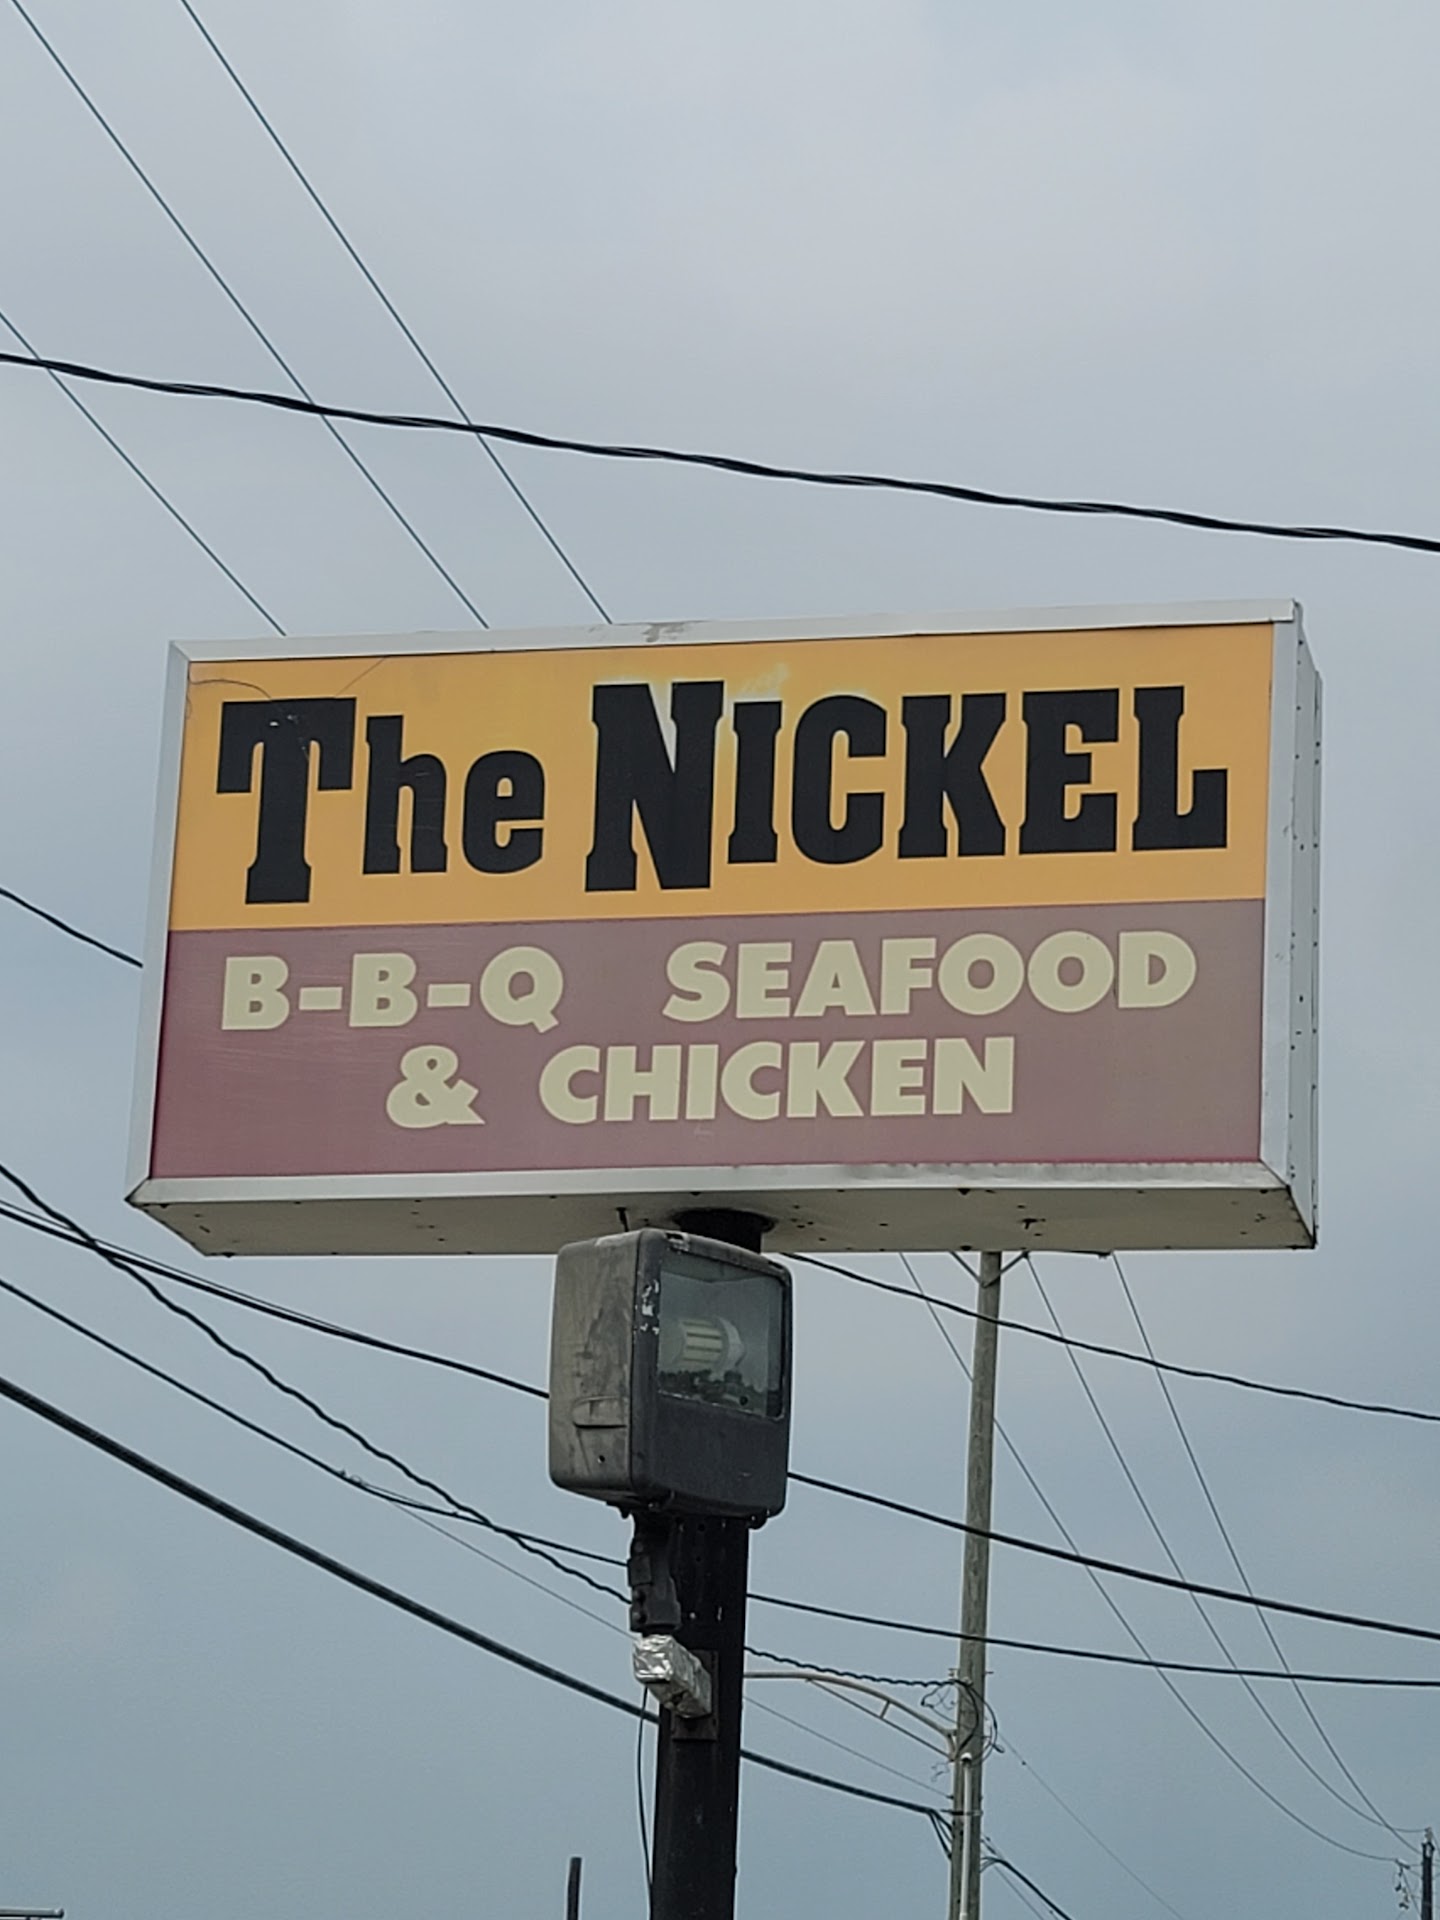 The NICKEL
B-B-Q SEAFOOD
& CHICKEN